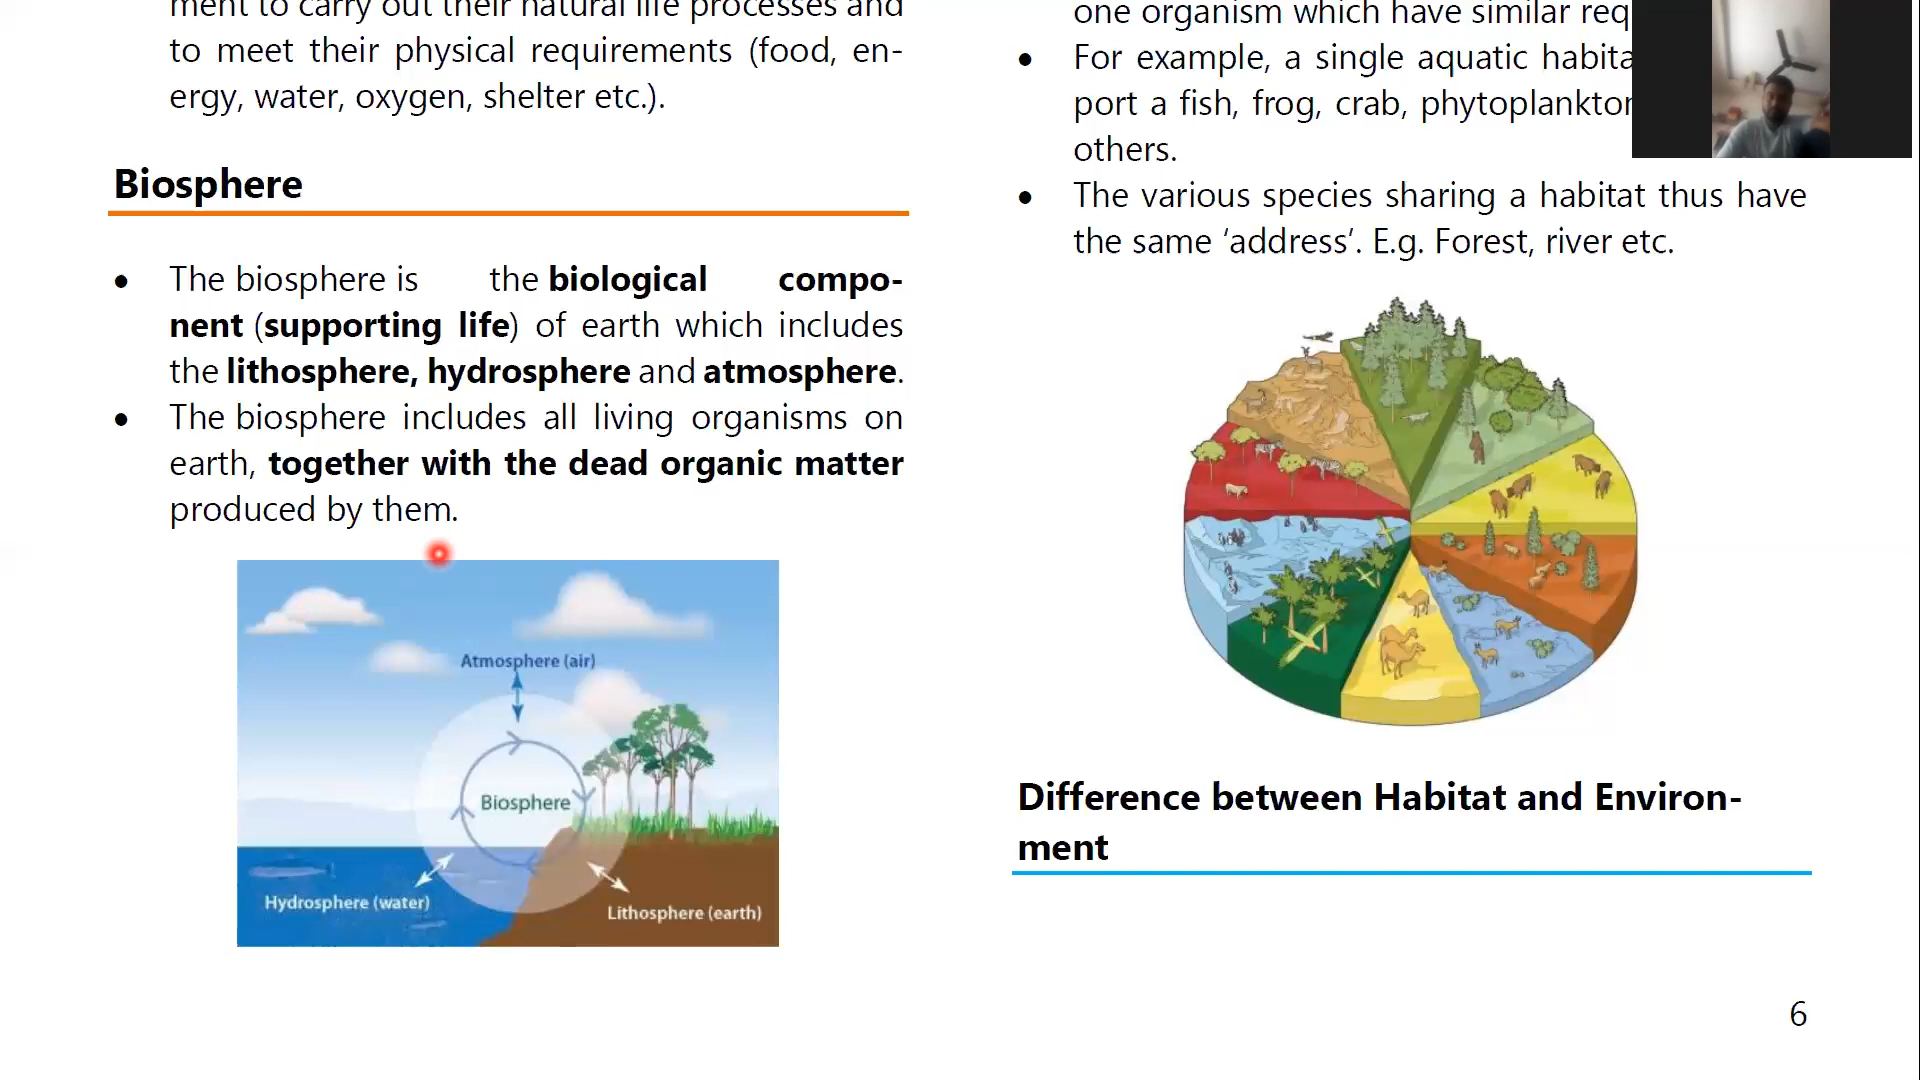 ment to carry out their natural life processes and
to meet their physical requirements (food, en-
ergy, water, oxygen, shelter etc.).
Biosphere
● The biosphere is the biological compo-
nent (supporting life) of earth which includes
the lithosphere, hydrosphere and atmosphere.
● The biosphere includes all living organisms on
earth, together with the dead organic matter
produced by them.
Atmosphere (air)
Biosphere
Hydrosphere (water)
Lithosphere (earth)
one organism which have similar req
● For example, a single aquatic habita
port a fish, frog, crab, phytoplankton
others.
● The various species sharing a habitat thus have
the same ‘address’. E.g. Forest, river etc.
Difference between Habitat and Environ-
ment
6